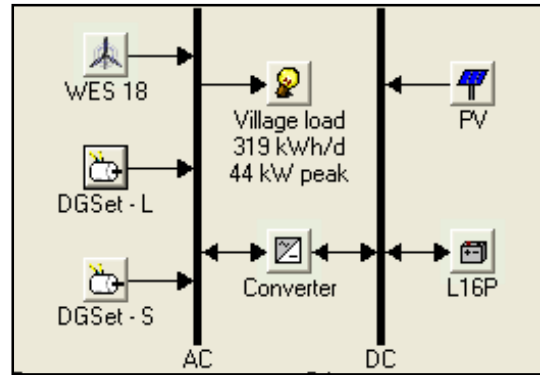 WES 18
Village load
319 kWh/d
44 kW peak
PV
DGSet - L
Converter
L16P
DGSet - S
AC
DC